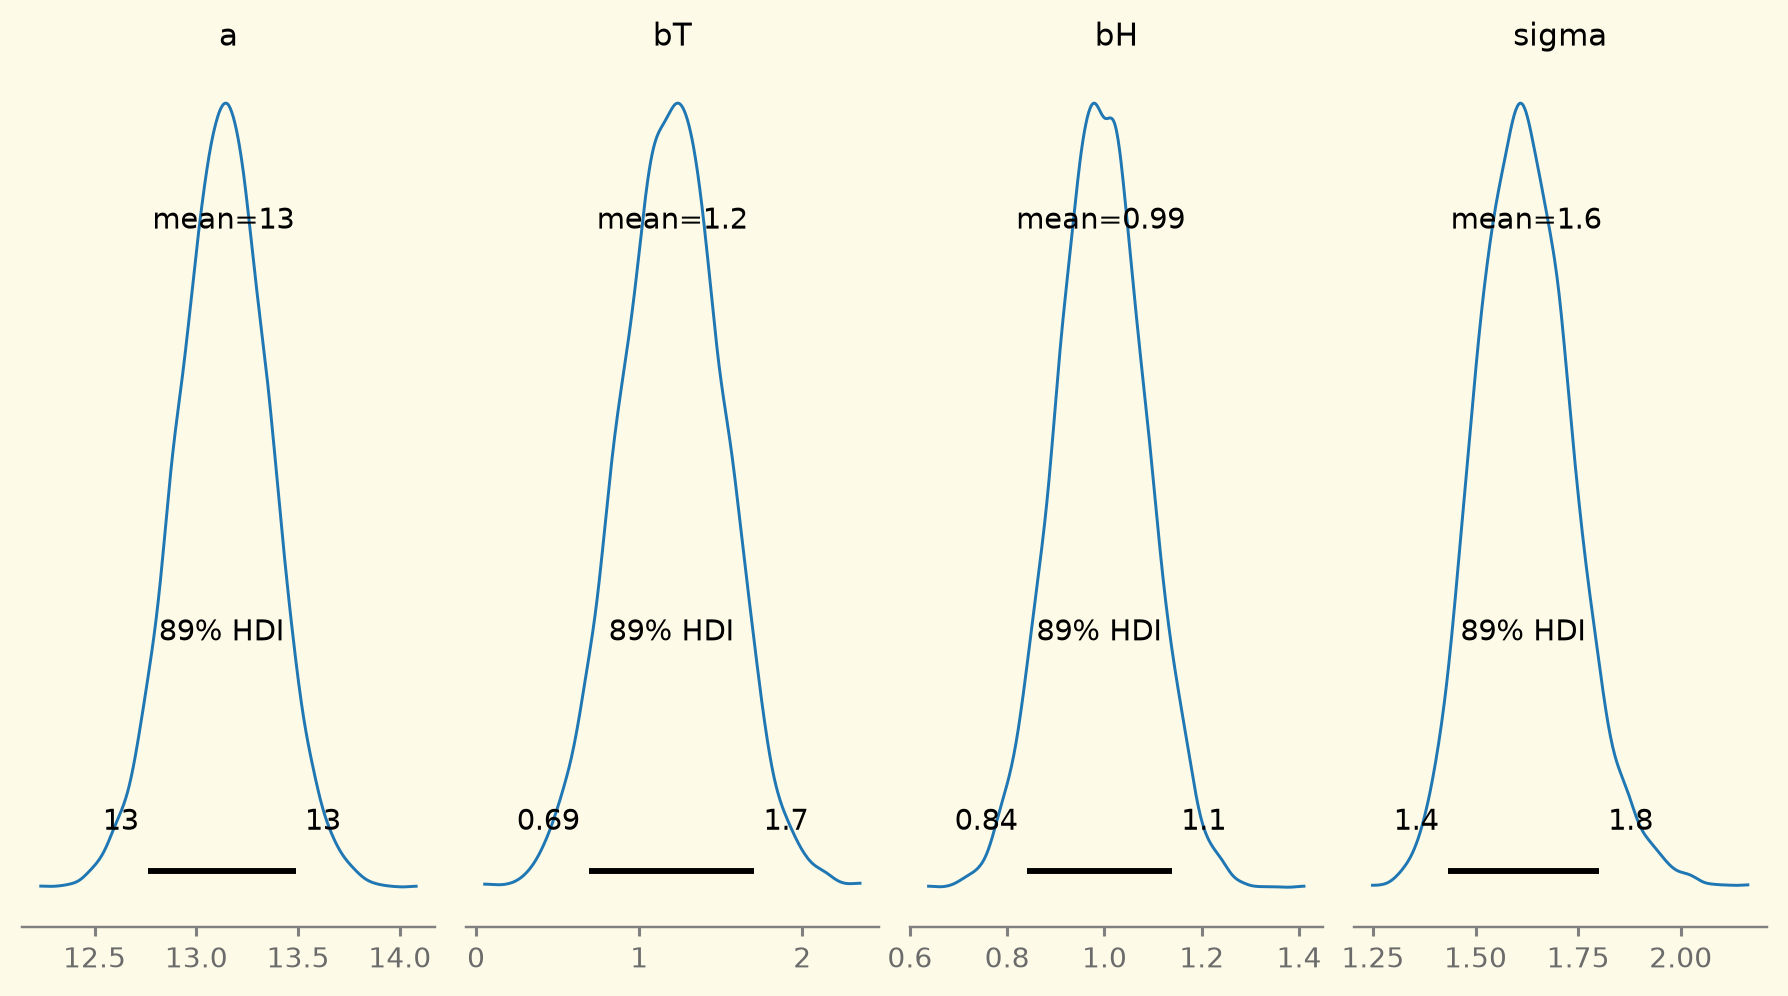 a bT bH sigma
mean=13 mean=1.2 mean=0.99 mean=1.6
89% HDI 89% HDI 89% HDI 89% HDI
13 13 0.69 1.7 0.84 1.1 1.4 1.8
12.5 13.0 13.5 14.0 0 1 2 0.6 0.8 1.0 1.2 1.4 1.25 1.50 1.75 2.00